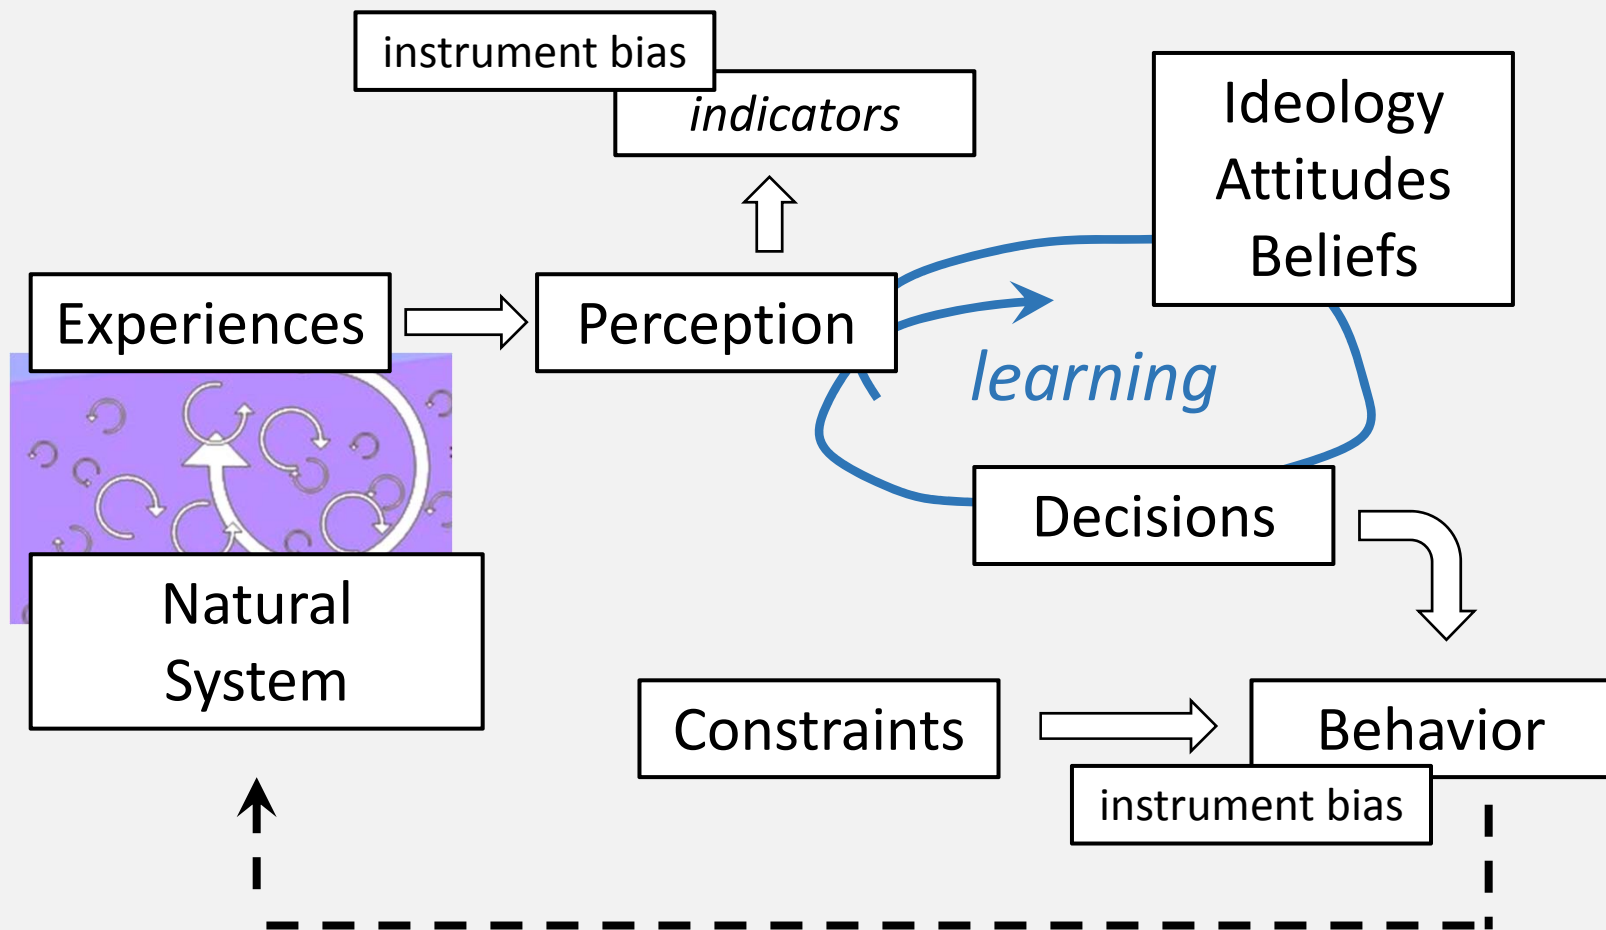 instrument bias
indicators
Ideology
Attitudes
Beliefs
Experiences
Perception
learning
Decisions
Natural
System
Constraints
Behavior
instrument bias